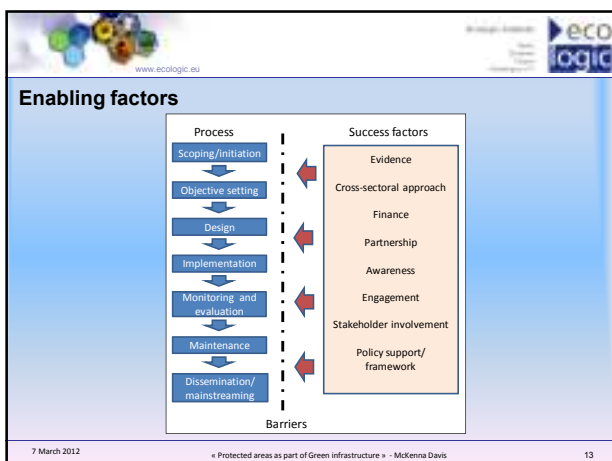 www.ecologic.eu
eco
logic
Enabling factors
Process
Scoping/initiation
Objective setting
Design
Implementation
Monitoring and
evaluation
Maintenance
Dissemination/
mainstreaming
Success factors
Evidence
Cross-sectoral approach
Finance
Partnership
Awareness
Engagement
Stakeholder involvement
Policy support/
framework
Barriers
7 March 2012
« Protected areas as part of Green infrastructure » - McKenna Davis
13